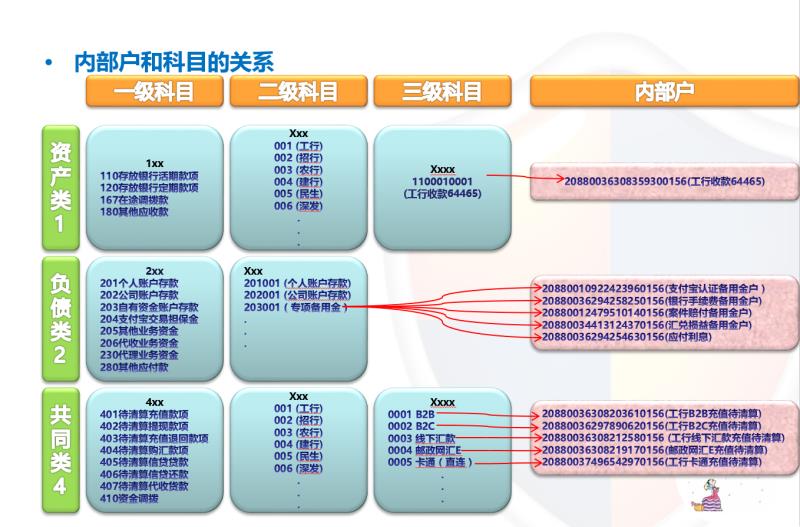 • 内部户和科目的关系
一级科目
二级科目
三级科目
内部户
资产类1
1xx
110存放银行活期款项
120存放银行定期款项
167在途调拨款
180其他应收款
Xxx
001 (工行)
002 (招行)
003 (农行)
004 (建行)
005 (民生)
006 (深发)
.
.
.
Xxxx
1100010001
(工行收款64465)
20880036308359300156(工行收款64465)
负债类2
2xx
201个人账户存款
202公司账户存款
203自有资金账户存款
204支付宝交易担保金
205其他业务资金
206代收业务资金
230代理业务资金
280其他应付款
Xxx
201001 (个人账户存款)
202001 (公司账户存款)
203001 (专项备用金)
.
.
.
20880010922423960156(支付宝认证备用金户)
20880036294258250156(银行手续费备用金户)
20880012479510140156(案件赔付备用金户)
20880034413124370156(汇兑损益备用金户)
20880036294254630156(应付利息)
共同类4
4xx
401待清算充值款项
402待清算提现款项
403待清算充值退回款项
404待清算购汇款项
405待清算信贷贷款
406待清算信贷还款
407待清算代收货款
410资金调拨
Xxx
001 (工行)
002 (招行)
003 (农行)
004 (建行)
005 (民生)
006 (深发)
.
.
.
Xxxx
0001 B2B
0002 B2C
0003 线下汇款
0004 邮政网汇E
0005 卡通（直连）
.
.
.
20880036308203610156(工行B2B充值待清算)
20880036297890620156(工行B2C充值待清算)
20880036308212580156 (工行线下汇款充值待清算)
20880036308219170156(邮政网汇E充值待清算)
20880037496542970156(工行卡通充值待清算)